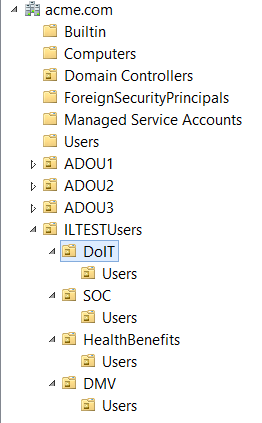 acme.com
Builtin
Computers
Domain Controllers
ForeignSecurityPrincipals
Managed Service Accounts
Users
ADOU1
ADOU2
ADOU3
ILTESTUsers
DoIT
Users
SOC
Users
HealthBenefits
Users
DMV
Users